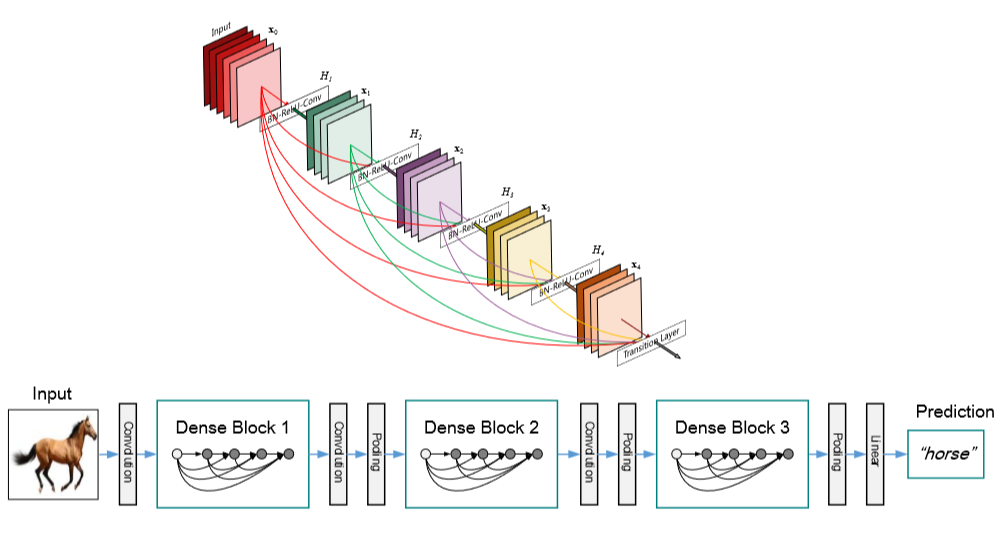 Input
x0
H1
BN-ReLU-Conv
x1
H2
BN-ReLU-Conv
x2
H3
BN-ReLU-Conv
x3
H4
BN-ReLU-Conv
x4
Transition Layer
Input
Convolution
Dense Block 1
Convolution
Pooling
Dense Block 2
Convolution
Pooling
Dense Block 3
Pooling
Linear
Prediction
“horse”